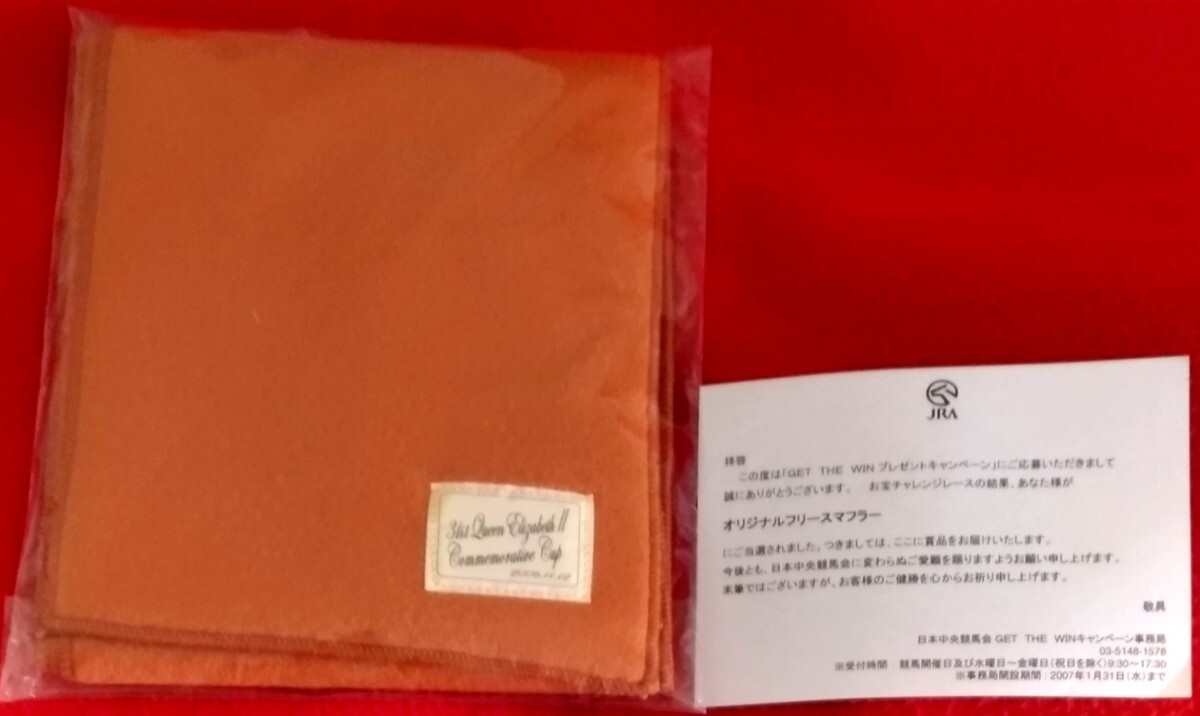 31st Queen Elizabeth II
Commemorative Cup
2006.11.12
JRA
拝啓
この度は「GET THE WIN プレゼントキャンペーン」にご応募いただきまして
誠にありがとうございます。 お宝チャレンジレースの結果、あなた様が
オリジナルフリースマフラー
にご当選されました。つきましては、ここに賞品をお届けいたします。
今後とも、日本中央競馬会に変わらぬご愛顧を賜りますようお願い申し上げます。
末筆ではございますが、お客様のご健勝を心からお祈り申し上げます。
敬具
日本中央競馬会 GET THE WINキャンペーン事務局
03-5148-1578
※受付時間 競馬開催日及び水曜日～金曜日(祝日を除く)9:30~17:30
※事務局開設期間：2007年1月31日(水)まで